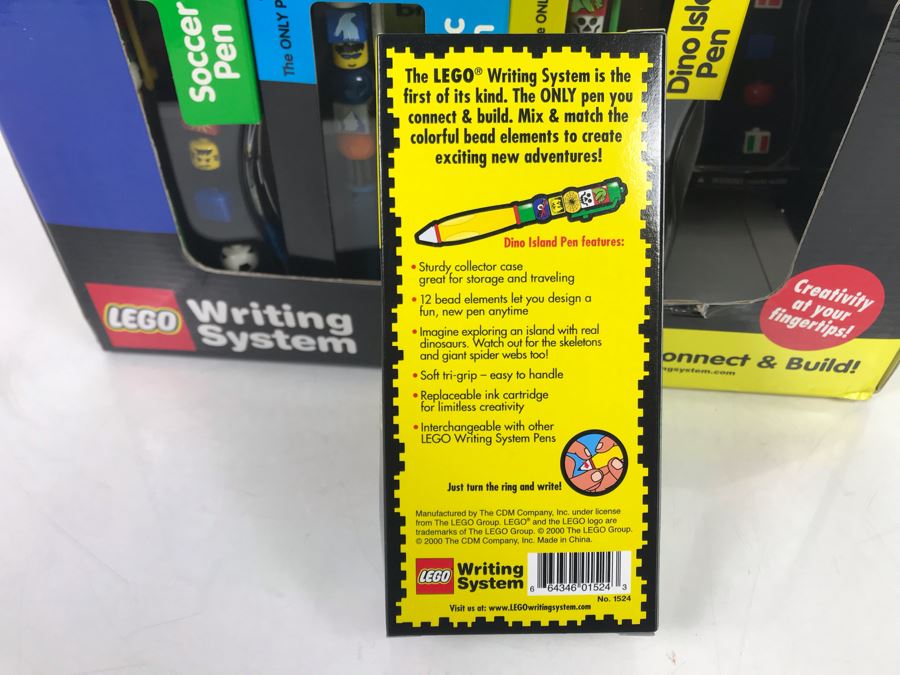 Soccer
Pen
The ONLY P
Dino Isl
Pen
The LEGO® Writing System is the
first of its kind. The ONLY pen you
connect & build. Mix & match the
colorful bead elements to create
exciting new adventures!
Dino Island Pen features:
• Sturdy collector case
great for storage and traveling
• 12 bead elements let you design a
fun, new pen anytime
• Imagine exploring an island with real
dinosaurs. Watch out for the skeletons
and giant spider webs too!
• Soft tri-grip – easy to handle
• Replaceable ink cartridge
for limitless creativity
• Interchangeable with other
LEGO Writing System Pens
Just turn the ring and write!
Manufactured by The CDM Company, Inc. under license
from The LEGO Group. LEGO® and the LEGO logo are
trademarks of The LEGO Group. © 2000 The LEGO Group.
© 2000 The CDM Company, Inc. Made in China.
LEGO Writing
System
6 64346 01524 3
No. 1524
Visit us at: www.LEGOwritingsystem.com
LEGO Writing
System
Creativity
at your
fingertips!
onnect & Build!
ngsystem.com